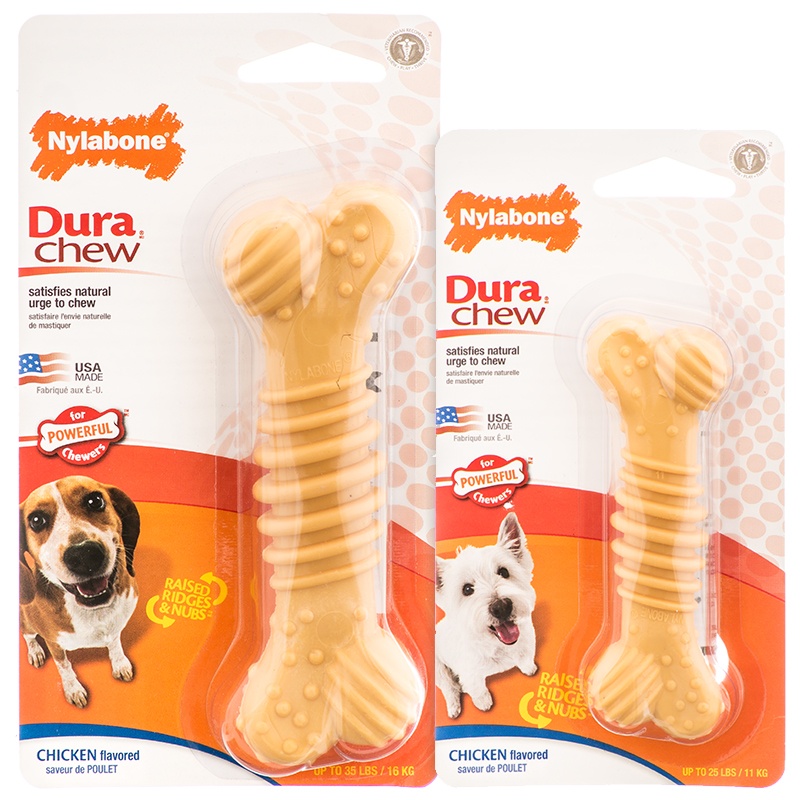 Nylabone®
Dura
chew®
satisfies natural
urge to chew
satisfaire l'envie naturelle
de mastiquer
USA
MADE
Fabriqué aux É.-U.
for
POWERFUL
Chewers™
RAISED
RIDGES
& NUBS™
CHICKEN flavored
saveur de POULET
UP TO 35 LBS / 16 KG
Nylabone®
Dura
chew®
satisfies natural
urge to chew
satisfaire l'envie naturelle
de mastiquer
USA
MADE
Fabriqué aux É.-U.
for
POWERFUL
Chewers™
RAISED
RIDGES
& NUBS
CHICKEN flavored
saveur de POULET
UP TO 25 LBS / 11 KG